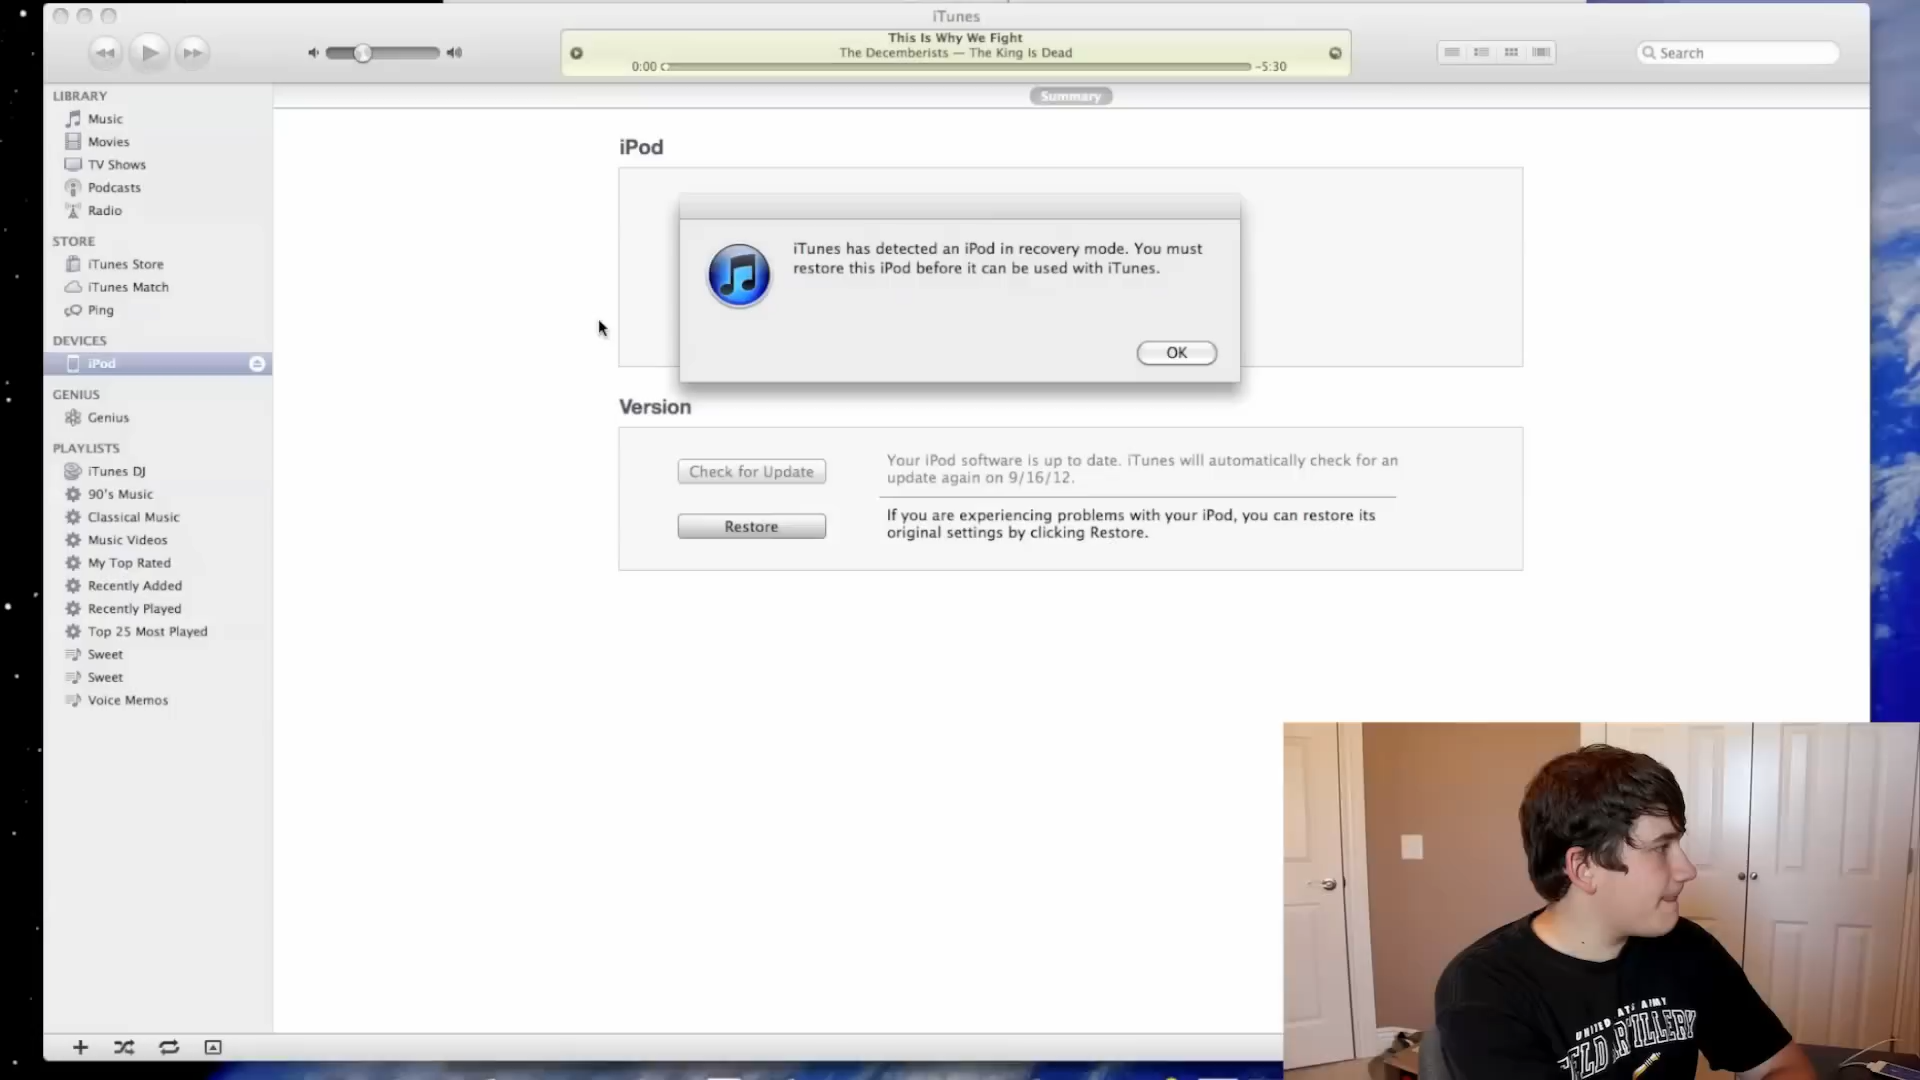 iTunes
This Is Why We Fight
The Decemberists — The King Is Dead
0:00
-5:30
Search
Summary
LIBRARY
Music
Movies
TV Shows
Podcasts
Radio
STORE
iTunes Store
iTunes Match
Ping
DEVICES
iPod
GENIUS
Genius
PLAYLISTS
iTunes DJ
90's Music
Classical Music
Music Videos
My Top Rated
Recently Added
Recently Played
Top 25 Most Played
Sweet
Sweet
Voice Memos
iPod
iTunes has detected an iPod in recovery mode. You must
restore this iPod before it can be used with iTunes.
OK
Version
Check for Update
Your iPod software is up to date. iTunes will automatically check for an
update again on 9/16/12.
Restore
If you are experiencing problems with your iPod, you can restore its
original settings by clicking Restore.